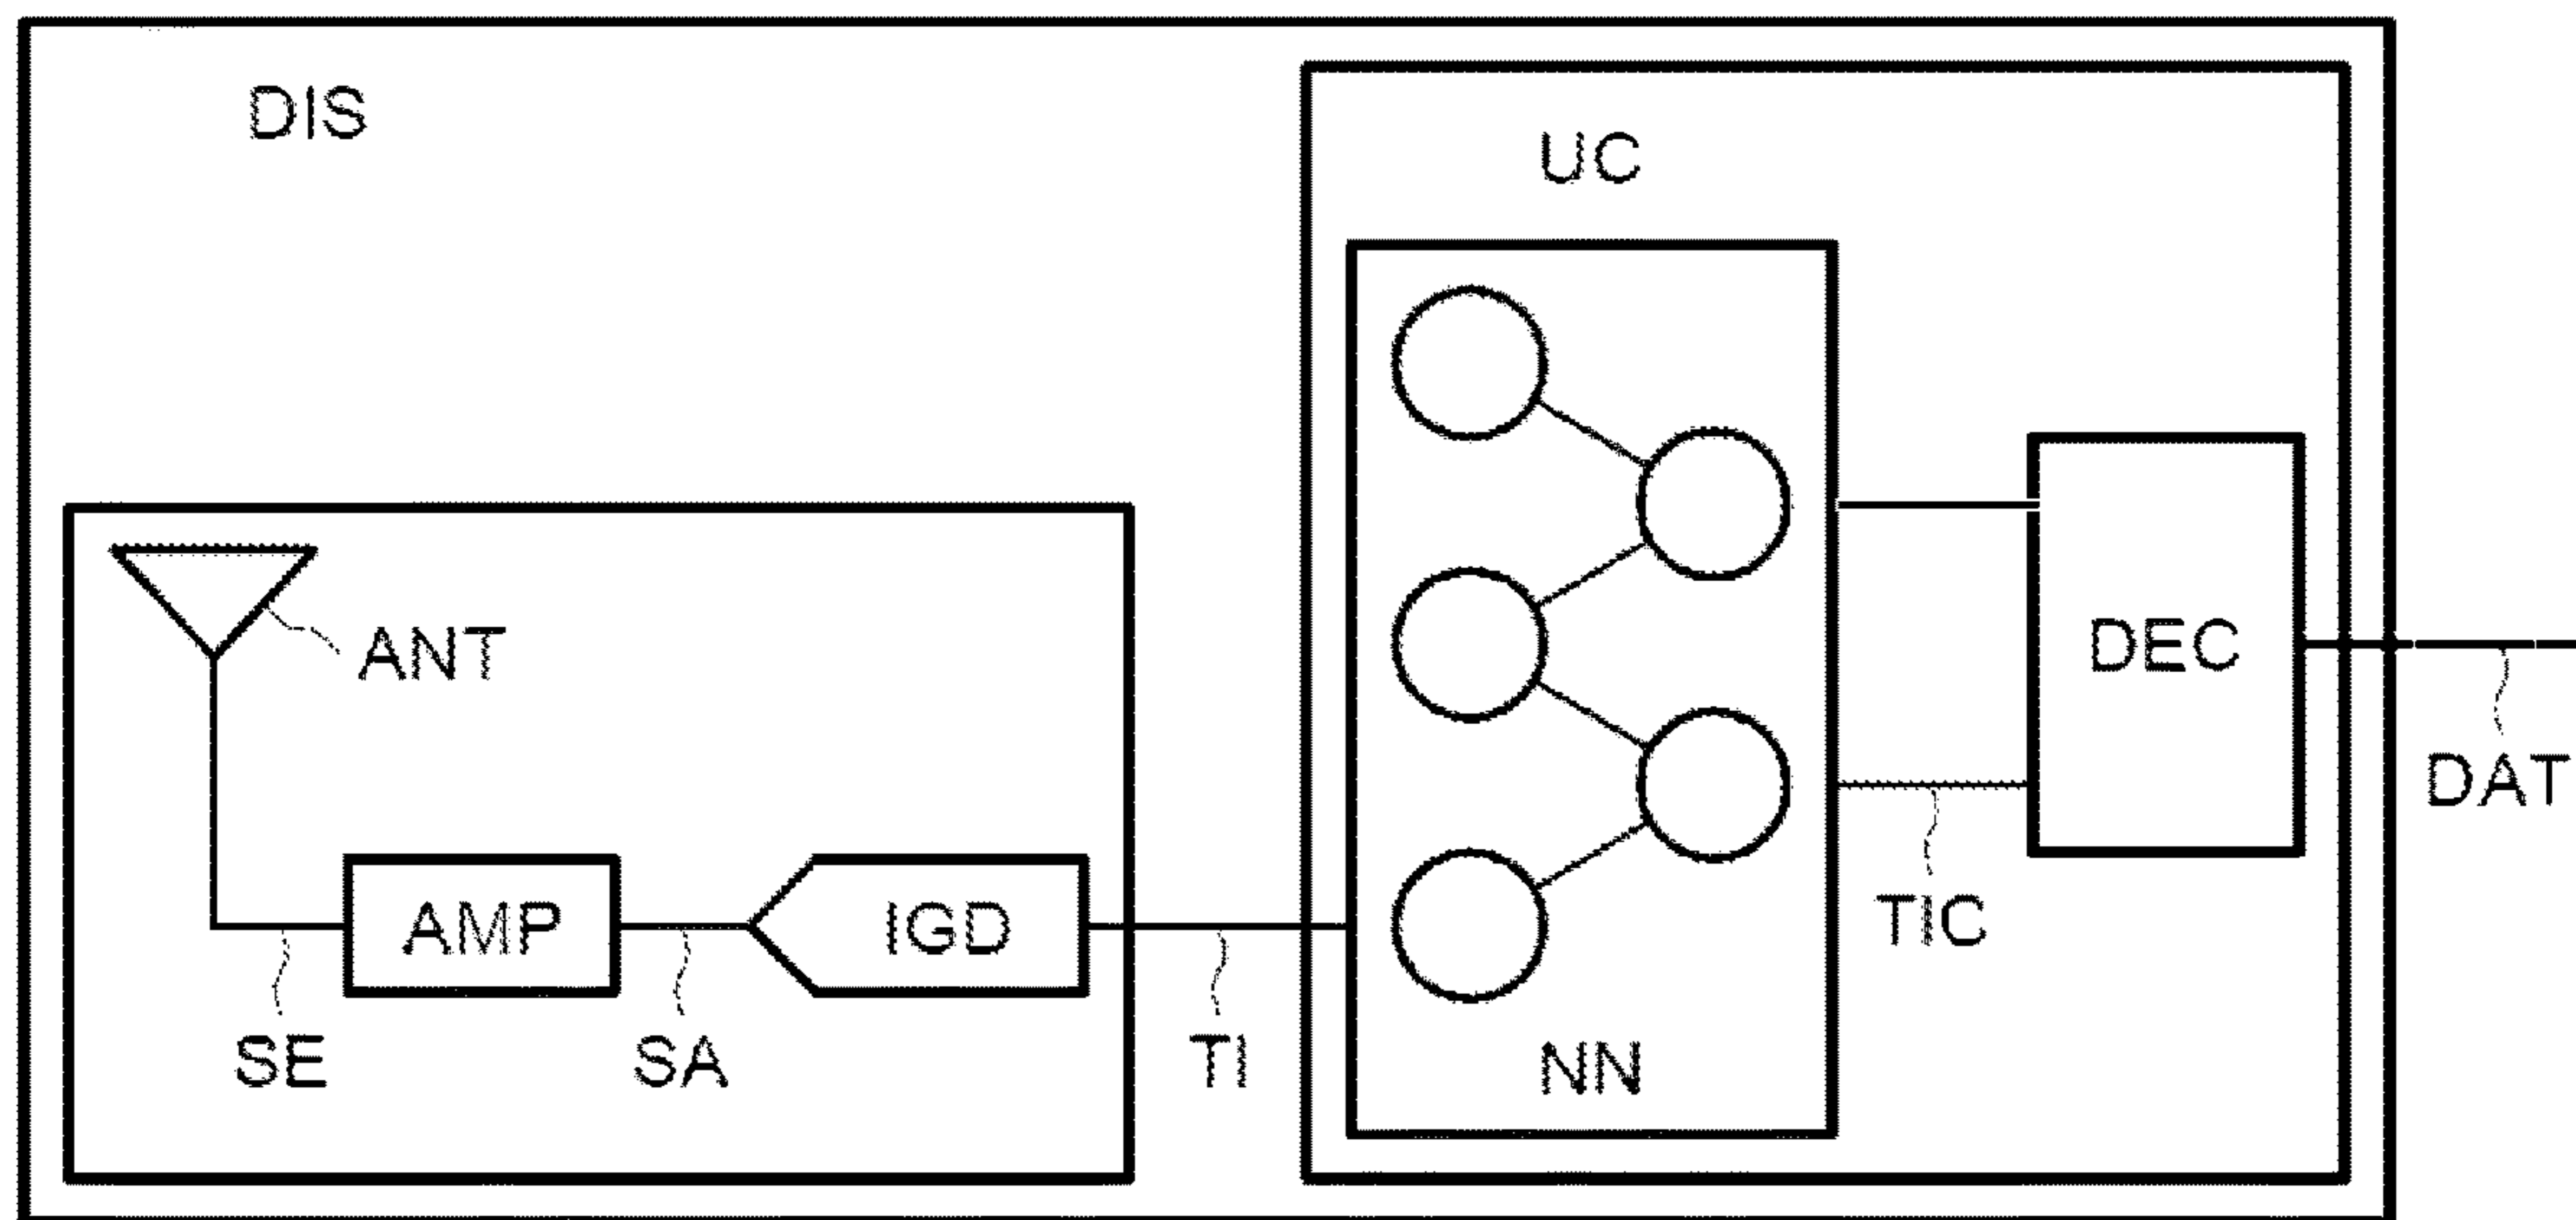 DIS
UC
ANT
DEC
DAT
AMP
IGD
TIC
SE
SA
TI
NN